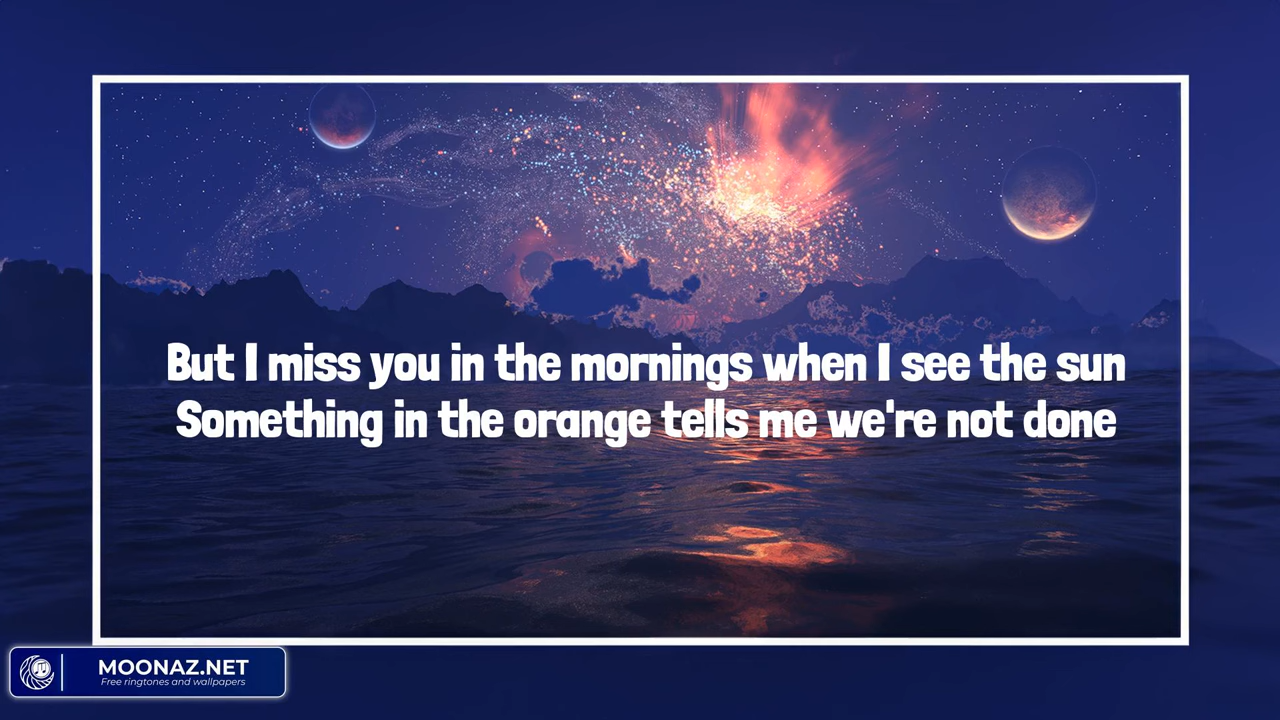 But I miss you in the mornings when I see the sun
Something in the orange tells me we're not done
MOONAZ.NET
Free ringtones and wallpapers